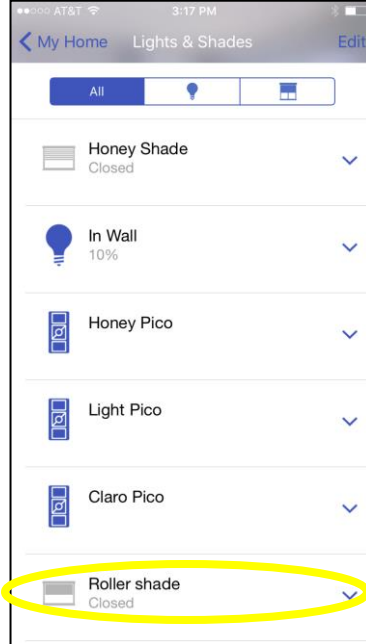 AT&T 3:17 PM
My Home Lights & Shades Edit
All
Honey Shade
Closed
In Wall
10%
Honey Pico
Light Pico
Claro Pico
Roller shade
Closed